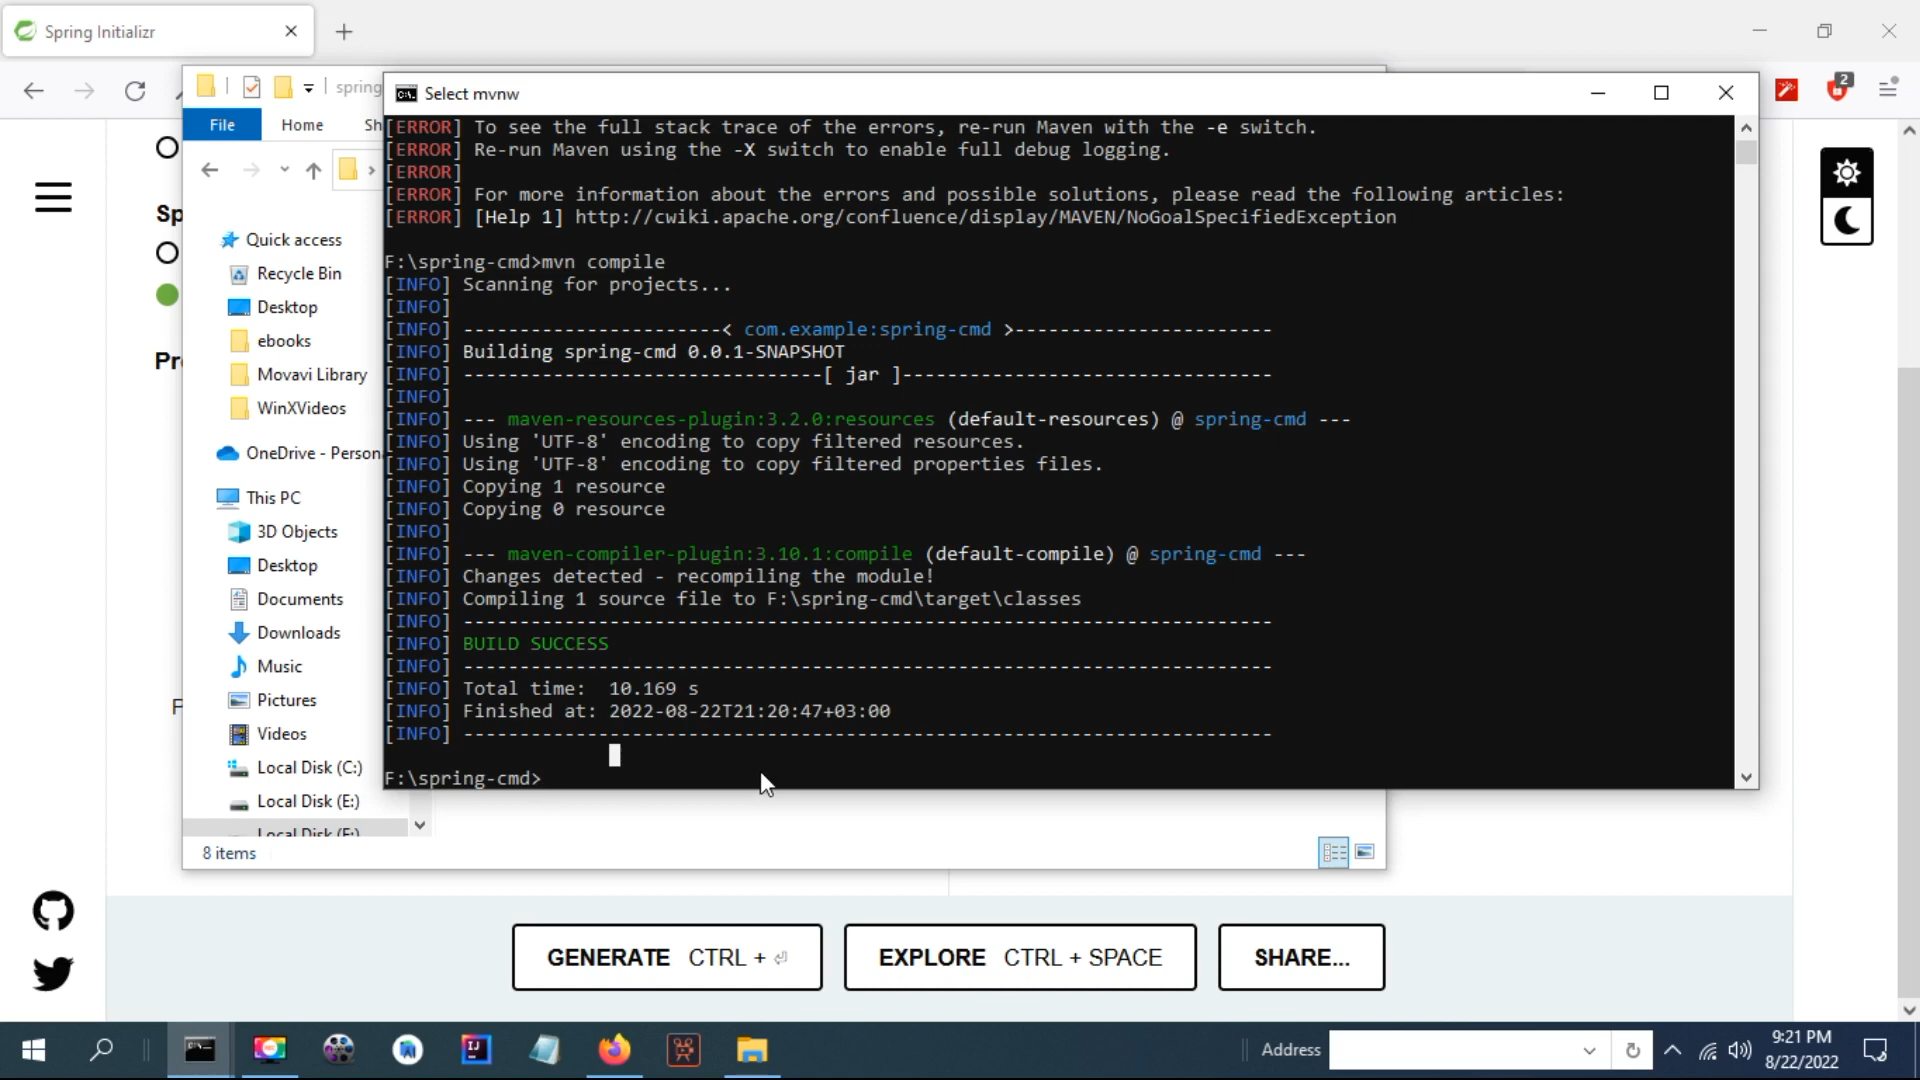 Spring Initializr
spring
Select mvnw
2
File
Home
Sh
Sp
Pr
Quick access
Recycle Bin
Desktop
ebooks
Movavi Library
WinXVideos
OneDrive - Person
This PC
3D Objects
Desktop
Documents
Downloads
Music
Pictures
Videos
Local Disk (C:)
Local Disk (E:)
Local Disk (F:)
8 items
[ERROR] To see the full stack trace of the errors, re-run Maven with the -e switch.
[ERROR] Re-run Maven using the -X switch to enable full debug logging.
[ERROR]
[ERROR] For more information about the errors and possible solutions, please read the following articles:
[ERROR] [Help 1] http://cwiki.apache.org/confluence/display/MAVEN/NoGoalSpecifiedException
F:\spring-cmd>mvn compile
[INFO] Scanning for projects...
[INFO]
[INFO] -----------------------< com.example:spring-cmd >-----------------------
[INFO] Building spring-cmd 0.0.1-SNAPSHOT
[INFO] --------------------------------[ jar ]---------------------------------
[INFO]
[INFO] --- maven-resources-plugin:3.2.0:resources (default-resources) @ spring-cmd ---
[INFO] Using 'UTF-8' encoding to copy filtered resources.
[INFO] Using 'UTF-8' encoding to copy filtered properties files.
[INFO] Copying 1 resource
[INFO] Copying 0 resource
[INFO]
[INFO] --- maven-compiler-plugin:3.10.1:compile (default-compile) @ spring-cmd ---
[INFO] Changes detected - recompiling the module!
[INFO] Compiling 1 source file to F:\spring-cmd\target\classes
[INFO] ------------------------------------------------------------------------
[INFO] BUILD SUCCESS
[INFO] ------------------------------------------------------------------------
[INFO] Total time:  10.169 s
[INFO] Finished at: 2022-08-22T21:20:47+03:00
[INFO] ------------------------------------------------------------------------
F:\spring-cmd>
GENERATE CTRL + ⏎
EXPLORE CTRL + SPACE
SHARE...
Address
9:21 PM
8/22/2022